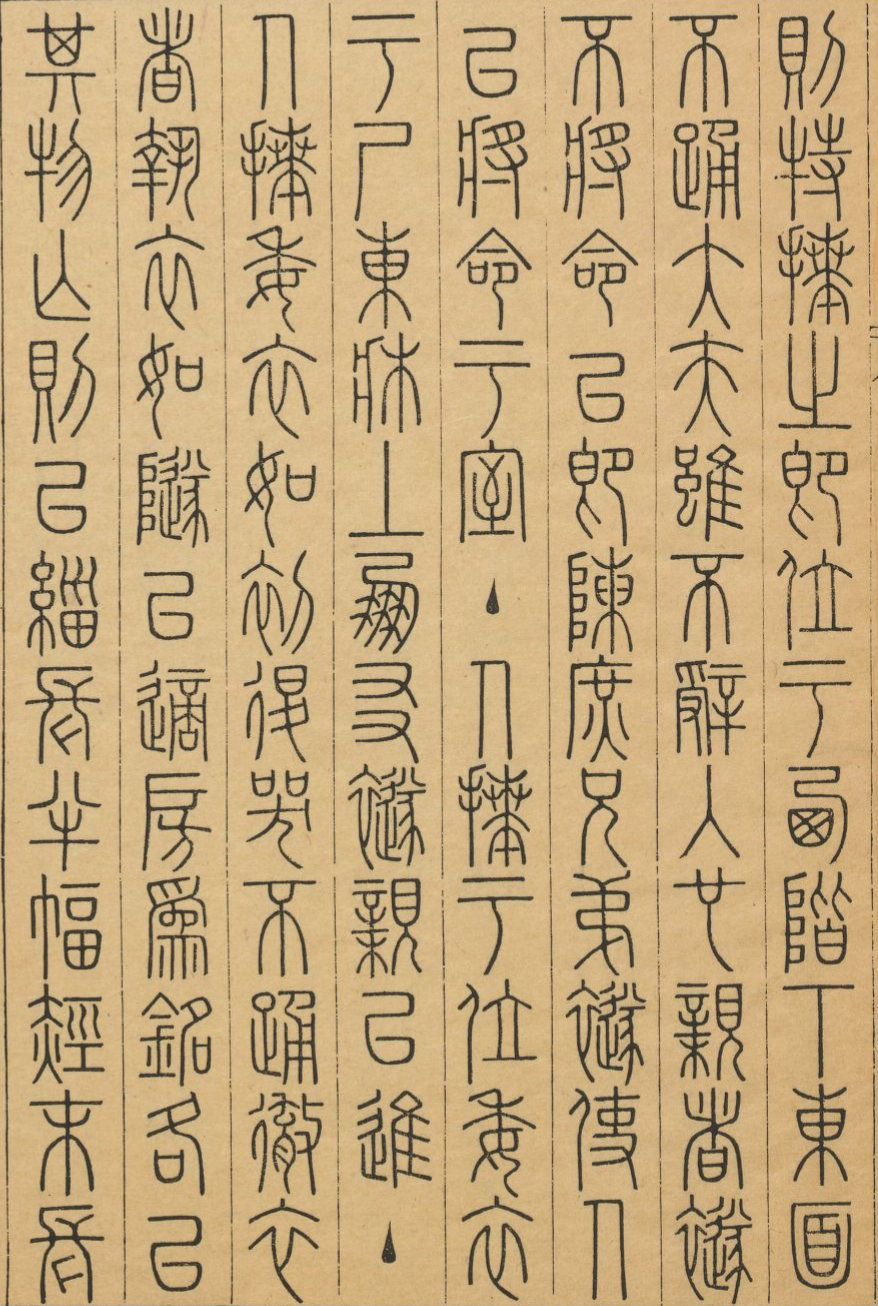 則特拜之即位于西階下東面
不踊大夫雖不辭入也親者襚
不將命以即陳庶兄弟襚使人
以將命于室主人拜于位委衣
于尸東牀上朋友襚親以進主
人拜委衣如初退哭不踊徹衣
者執衣如隧以適房為銘各以
其物亡則以緇長半幅經末長